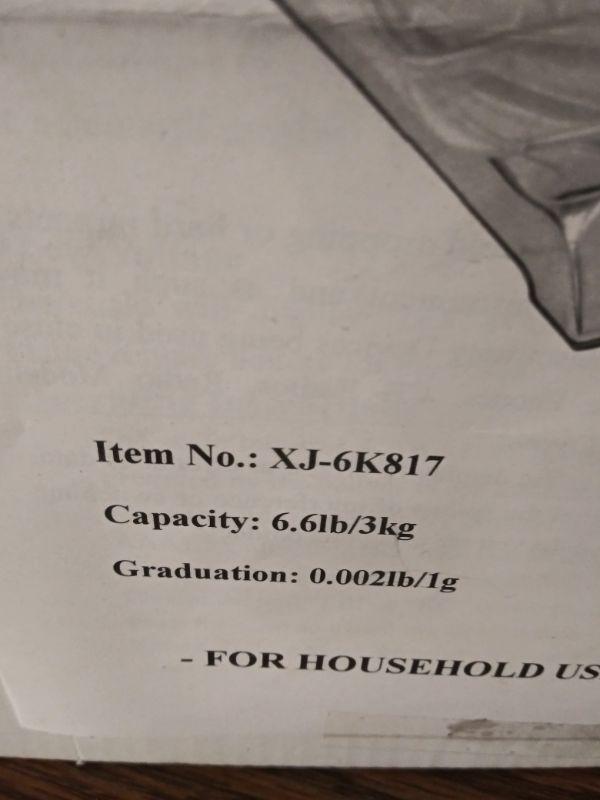 Item No.: XJ-6K817
Capacity: 6.6lb/3kg
Graduation: 0.002lb/1g
- FOR HOUSEHOLD US